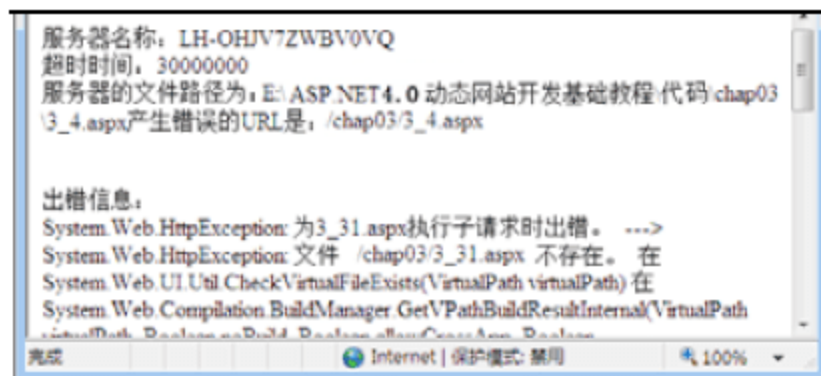 服务器名称：LH-OHJV7ZWBV0VQ
超时时间：30000000
服务器的文件路径为：E:\ASP.NET4.0 动态网站开发基础教程\代码\chap03
\3_4.aspx产生错误的URL是：/chap03/3_4.aspx
出错信息：
System.Web.HttpException: 为3_31.aspx执行子请求时出错。 --->
System.Web.HttpException: 文件 /chap03/3_31.aspx 不存在。 在
System.Web.UI.Util.CheckVirtualFileExists(VirtualPath virtualPath) 在
System.Web.Compilation.BuildManager.GetVPathBuildResultInternal(VirtualPath
virtualPath, Boolean noBuild, Boolean allowCrossApp, Boolean
完成 Internet | 保护模式: 禁用 100%